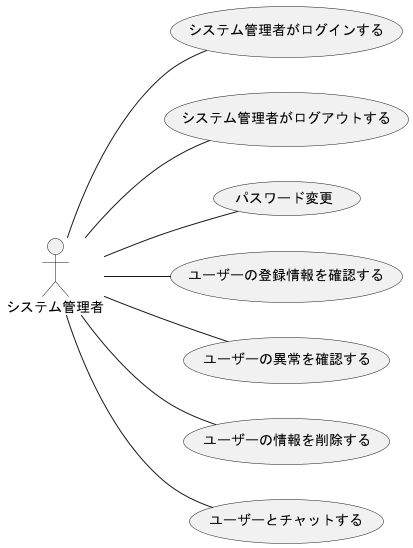 システム管理者がログインする
システム管理者がログアウトする
パスワード変更
ユーザーの登録情報を確認する
システム管理者
ユーザーの異常を確認する
ユーザーの情報を削除する
ユーザーとチャットする